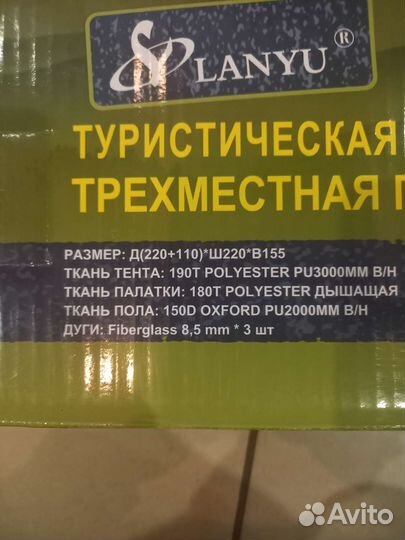 LANYU ®
ТУРИСТИЧЕСКАЯ
ТРЕХМЕСТНАЯ
РАЗМЕР: Д(220+110)*Ш220*В155
ТКАНЬ ТЕНТА: 190T POLYESTER PU3000MM В/Н
ТКАНЬ ПАЛАТКИ: 180T POLYESTER ДЫШАЩАЯ
ТКАНЬ ПОЛА: 150D OXFORD PU2000MM В/Н
ДУГИ: Fiberglass 8,5 mm * 3 шт
Avito